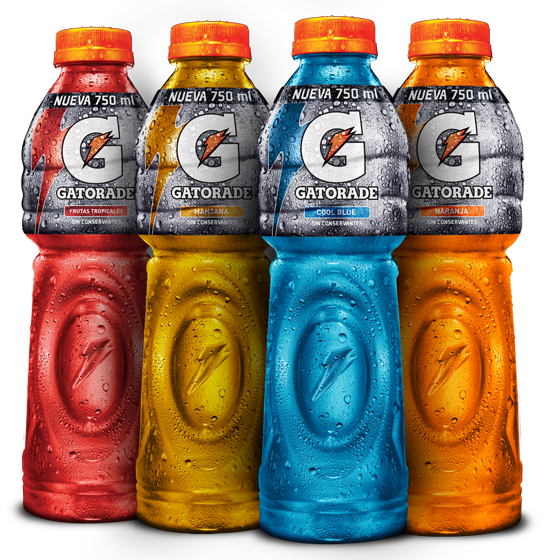 NUEVA 750 ml
G
GATORADE
FRUTAS TROPICALES
SIN CONSERVANTES
NUEVA 750 ml
G
GATORADE
MANZANA
SIN CONSERVANTES
NUEVA 750 ml
G
GATORADE
COOL BLUE
SIN CONSERVANTES
NUEVA 750 ml
G
GATORADE
NARANJA
SIN CONSERVANTES